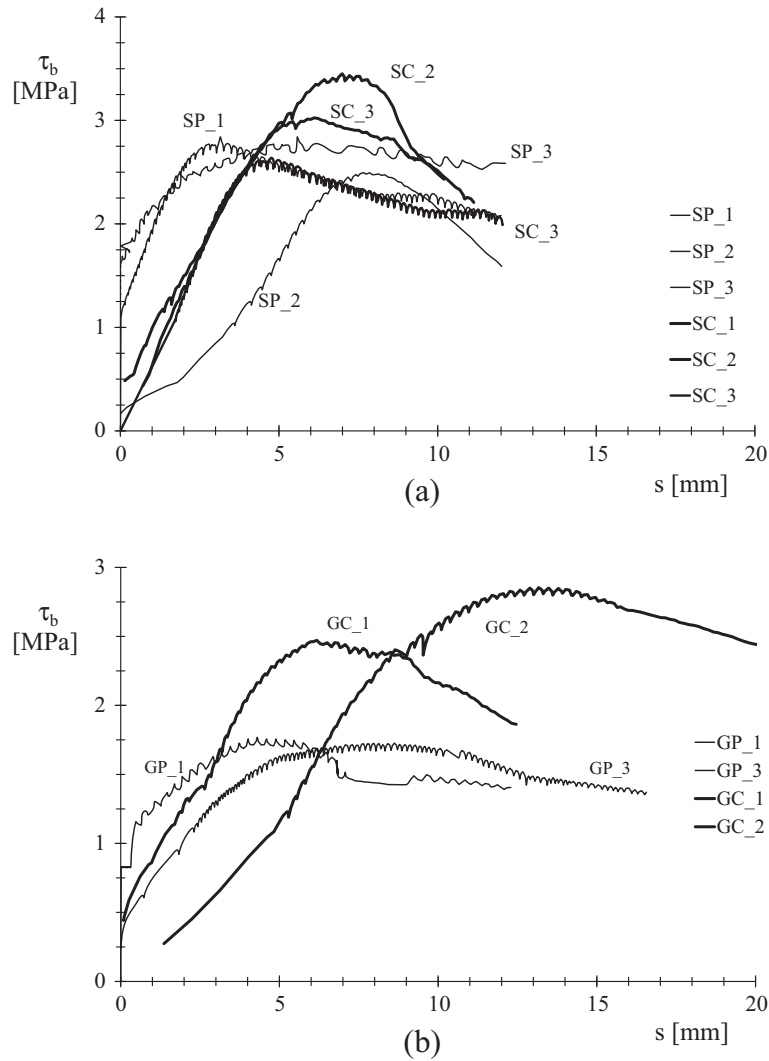 4
τb
[MPa]
SC_2
3
SC_3
SP_1
SP_3
2
SC_3
SP_1
SP_2
SP_3
SP_2
1
SC_1
SC_2
SC_3
0
0 5 10 15 20
(a)
s [mm]
3
τb
[MPa]
GC_1
GC_2
2
GP_1
GP_3
GP_1
GP_3
GC_1
GC_2
1
0
0 5 10 15 20
(b)
s [mm]